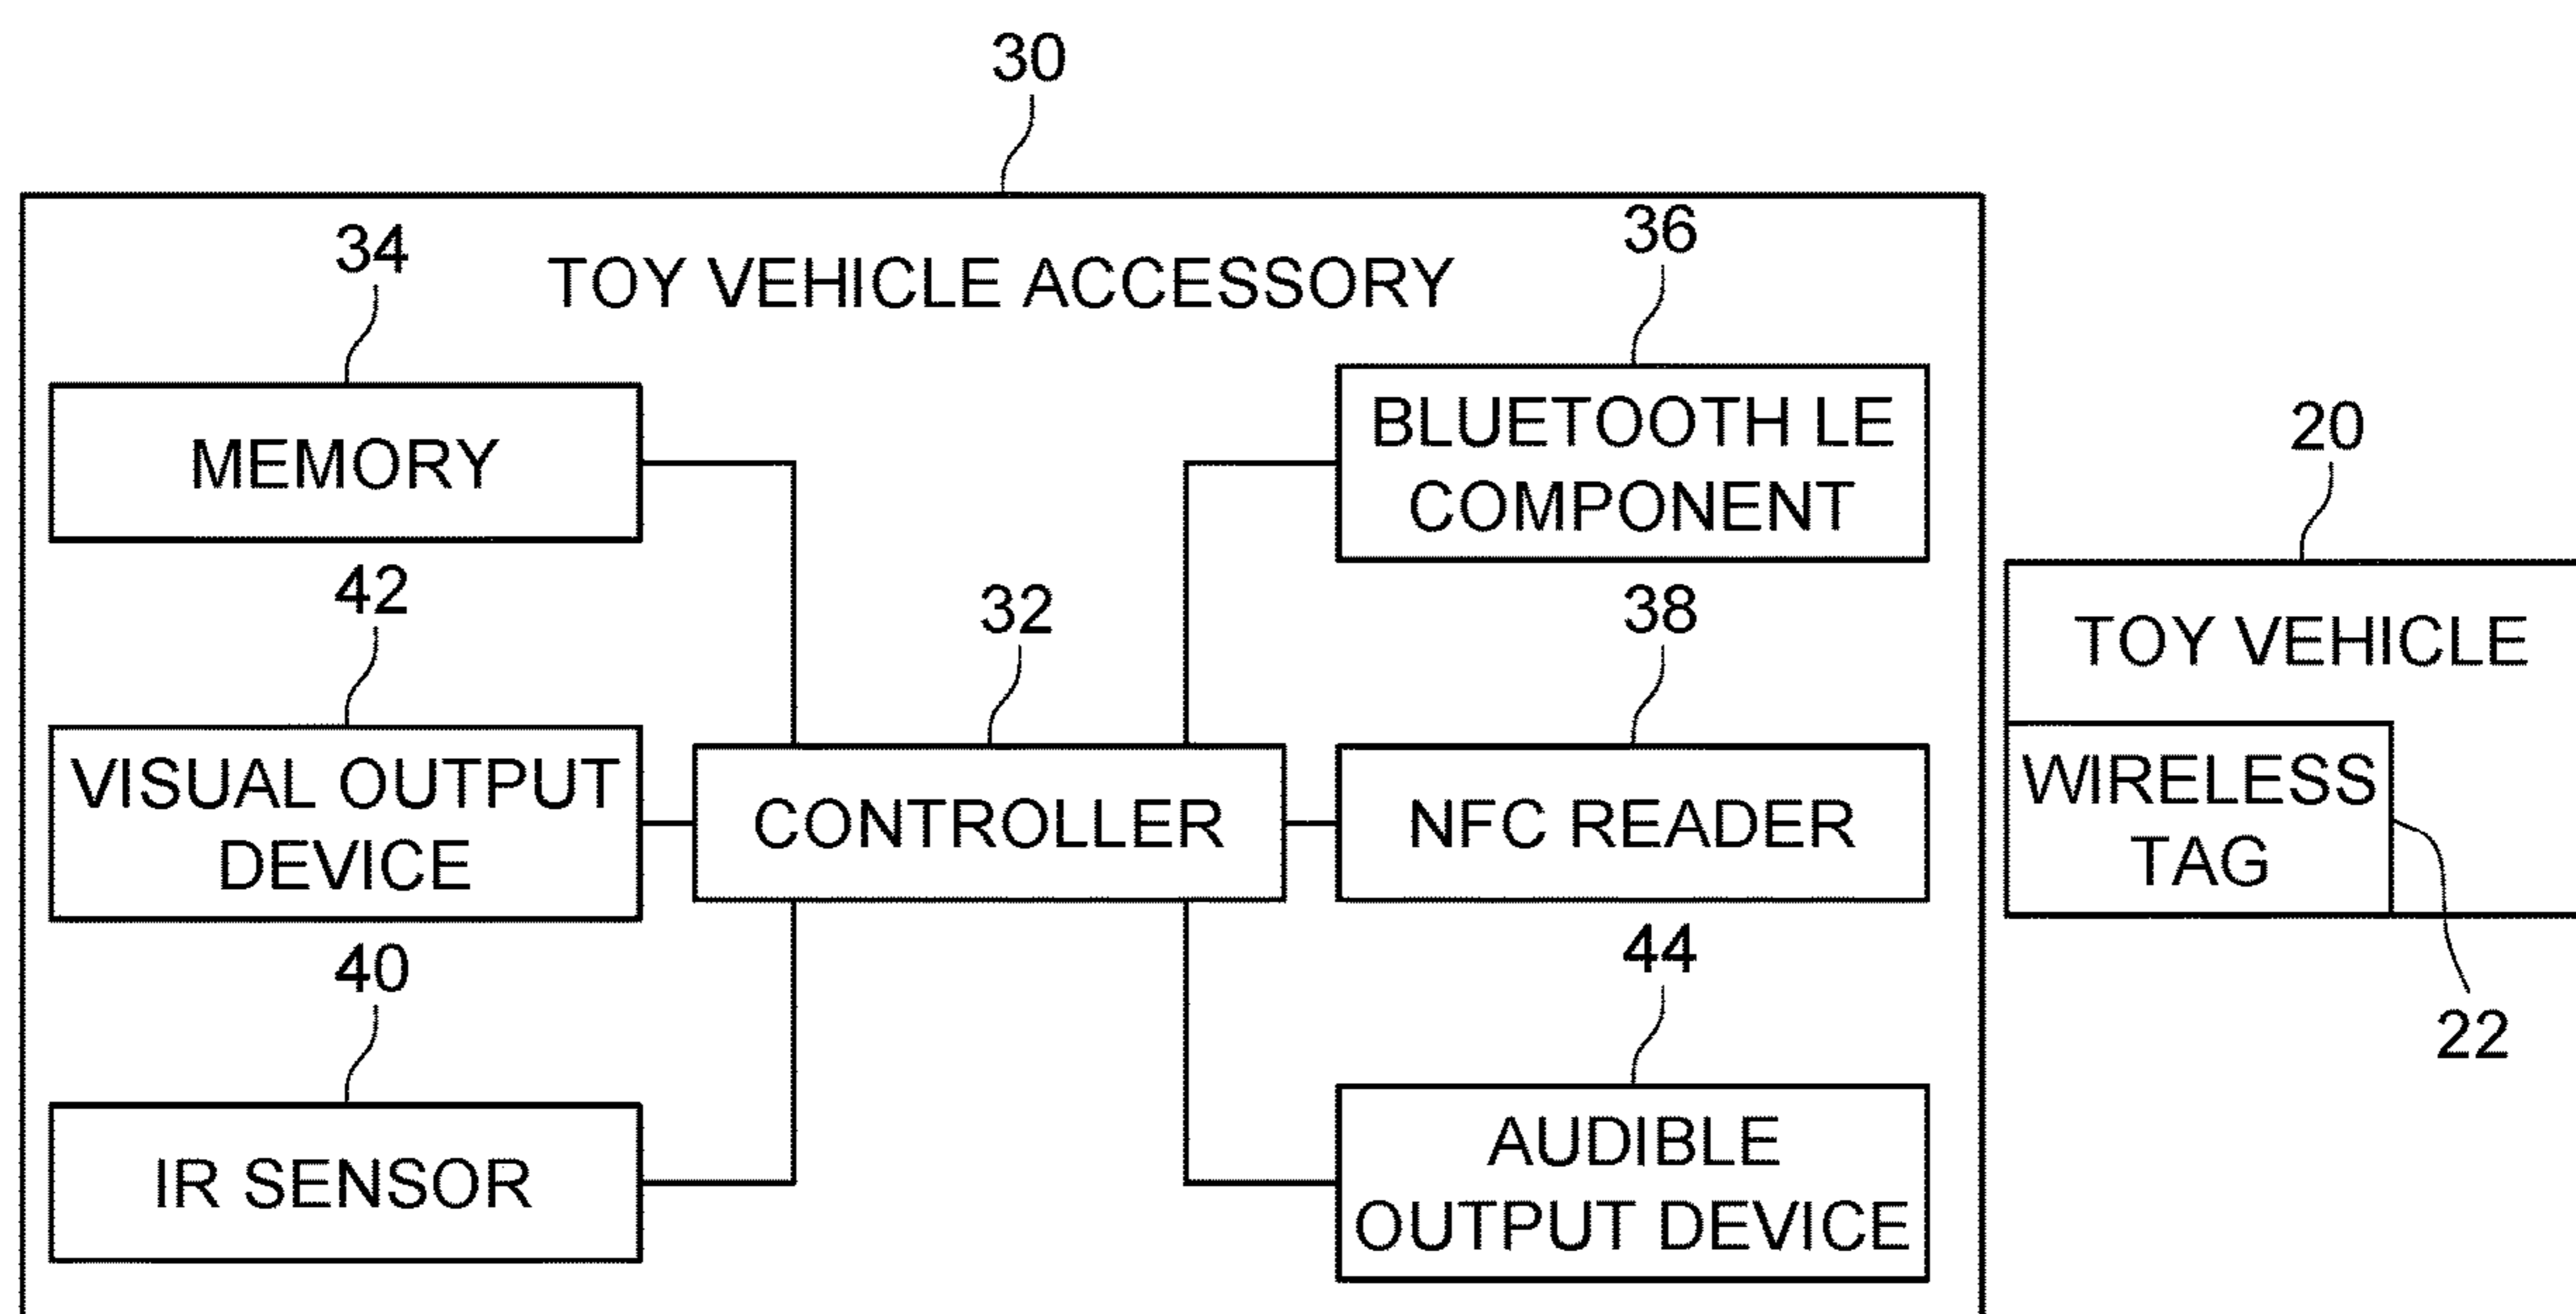 30
34
TOY VEHICLE ACCESSORY
36
MEMORY
BLUETOOTH LE
COMPONENT
20
42
32
38
TOY VEHICLE
VISUAL OUTPUT
DEVICE
CONTROLLER
NFC READER
WIRELESS
TAG
40
44
22
IR SENSOR
AUDIBLE
OUTPUT DEVICE